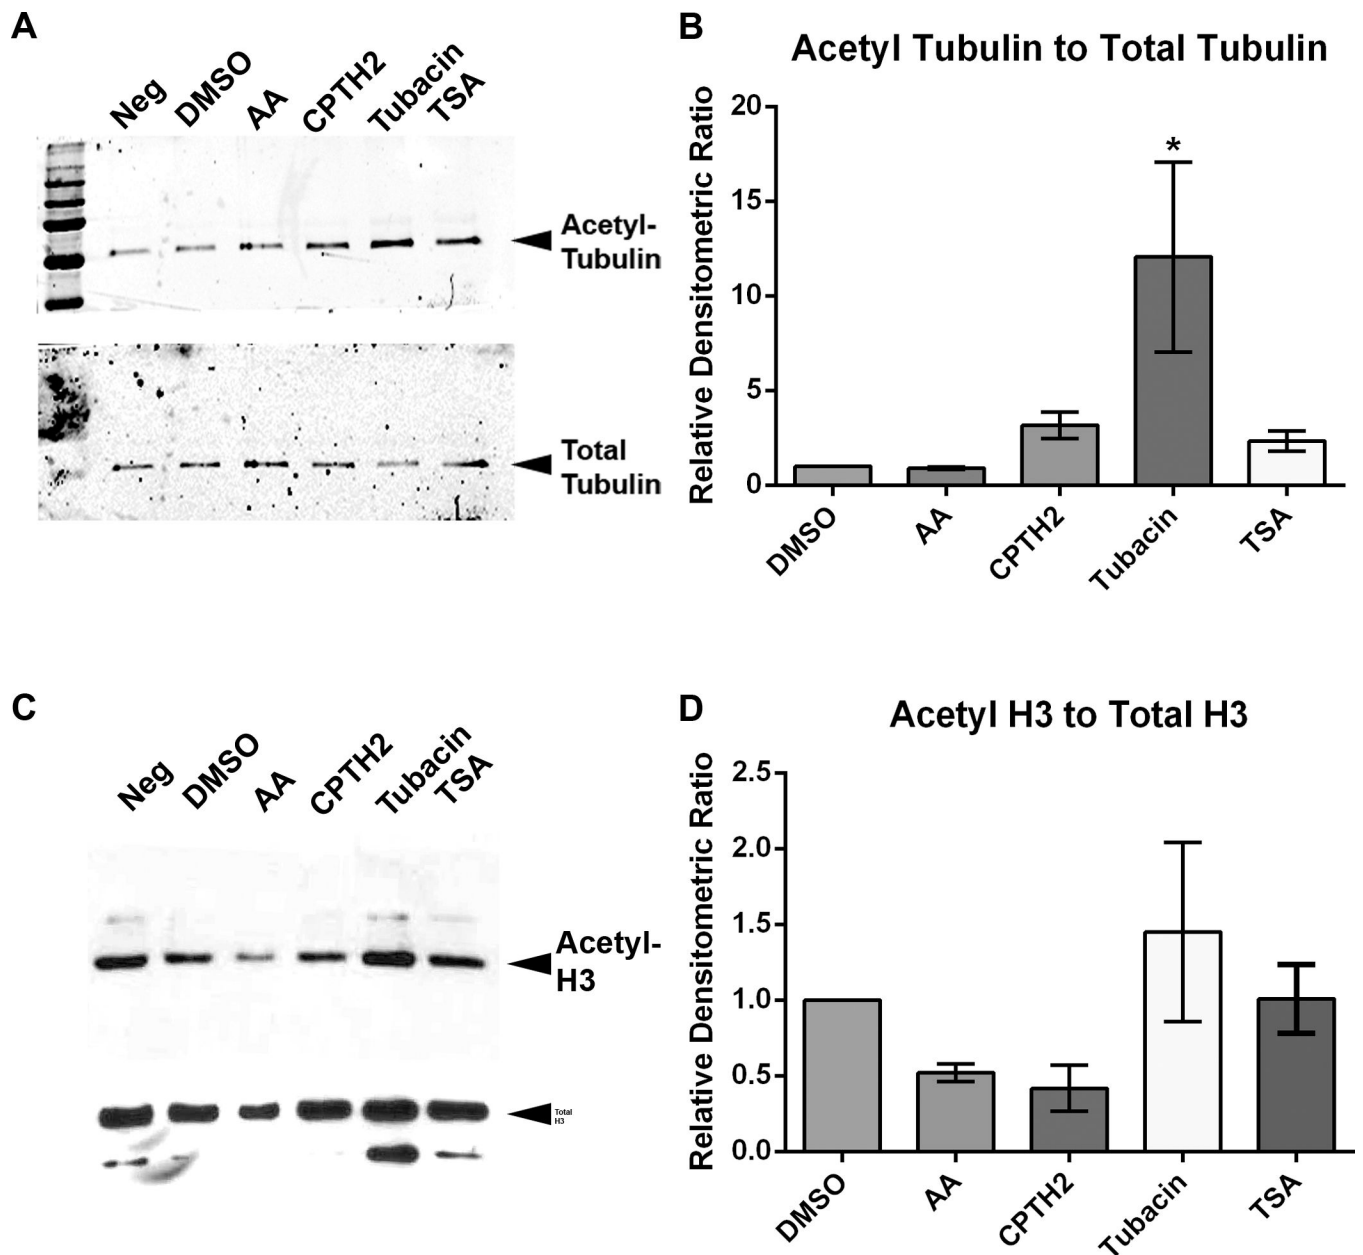 A
Neg
DMSO
AA
CPTH2
Tubacin
TSA
Acetyl-
Tubulin
Total
Tubulin
B
Acetyl Tubulin to Total Tubulin
Relative Densitometric Ratio
20
15
10
5
0
*
DMSO
AA
CPTH2
Tubacin
TSA
C
Neg
DMSO
AA
CPTH2
Tubacin
TSA
Acetyl-
H3
Total
H3
D
Acetyl H3 to Total H3
Relative Densitometric Ratio
2.5
2.0
1.5
1.0
0.5
0.0
DMSO
AA
CPTH2
Tubacin
TSA